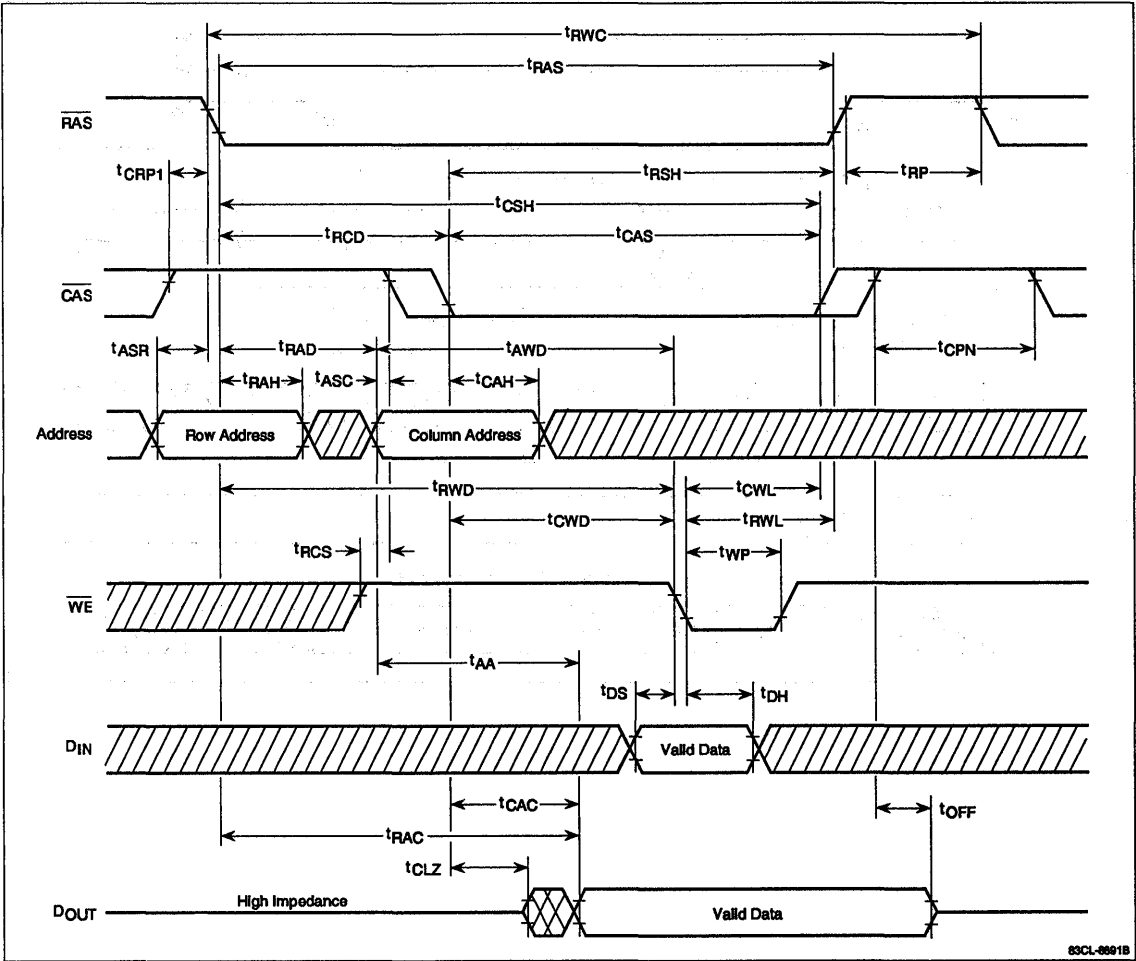 tRWC
tRAS
RAS
tCRP1
tRSH
tRP
tCSH
tRCD
tCAS
CAS
tASR
tRAD
tAWD
tCPN
tRAH
tASC
tCAH
Address
Row Address
Column Address
tRWD
tCWL
tCWD
tRWL
tRCS
tWP
WE
tAA
tDS
tDH
DIN
Valid Data
tCAC
tOFF
tRAC
tCLZ
DOUT
High Impedance
Valid Data
83CL-8691B